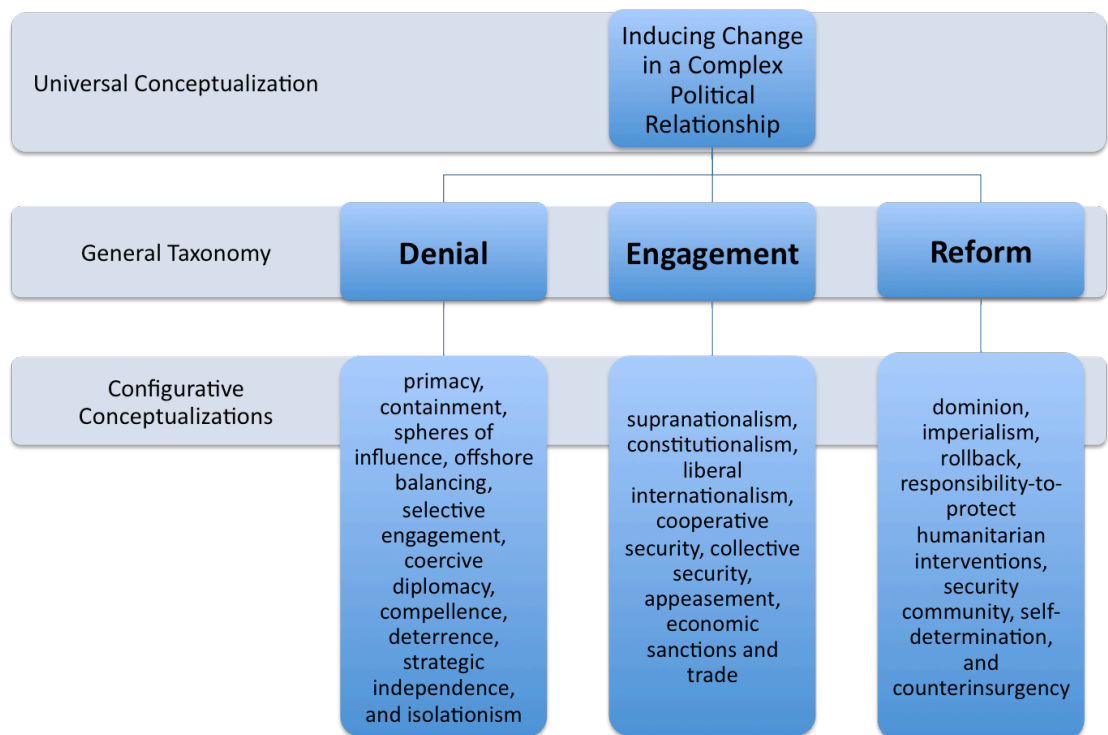 Universal Conceptualization
Inducing Change
in a Complex
Political
Relationship
General Taxonomy
Denial
Engagement
Reform
Configurative
Conceptualizations
primacy,
containment,
spheres of
influence, offshore
balancing,
selective
engagement,
coercive
diplomacy,
compellence,
deterrence,
strategic
independence,
and isolationism
supranationalism,
constitutionalism,
liberal
internationalism,
cooperative
security, collective
security,
appeasement,
economic
sanctions and
trade
dominion,
imperialism,
rollback,
responsibility-to-
protect
humanitarian
interventions,
security
community, self-
determination,
and
counterinsurgency